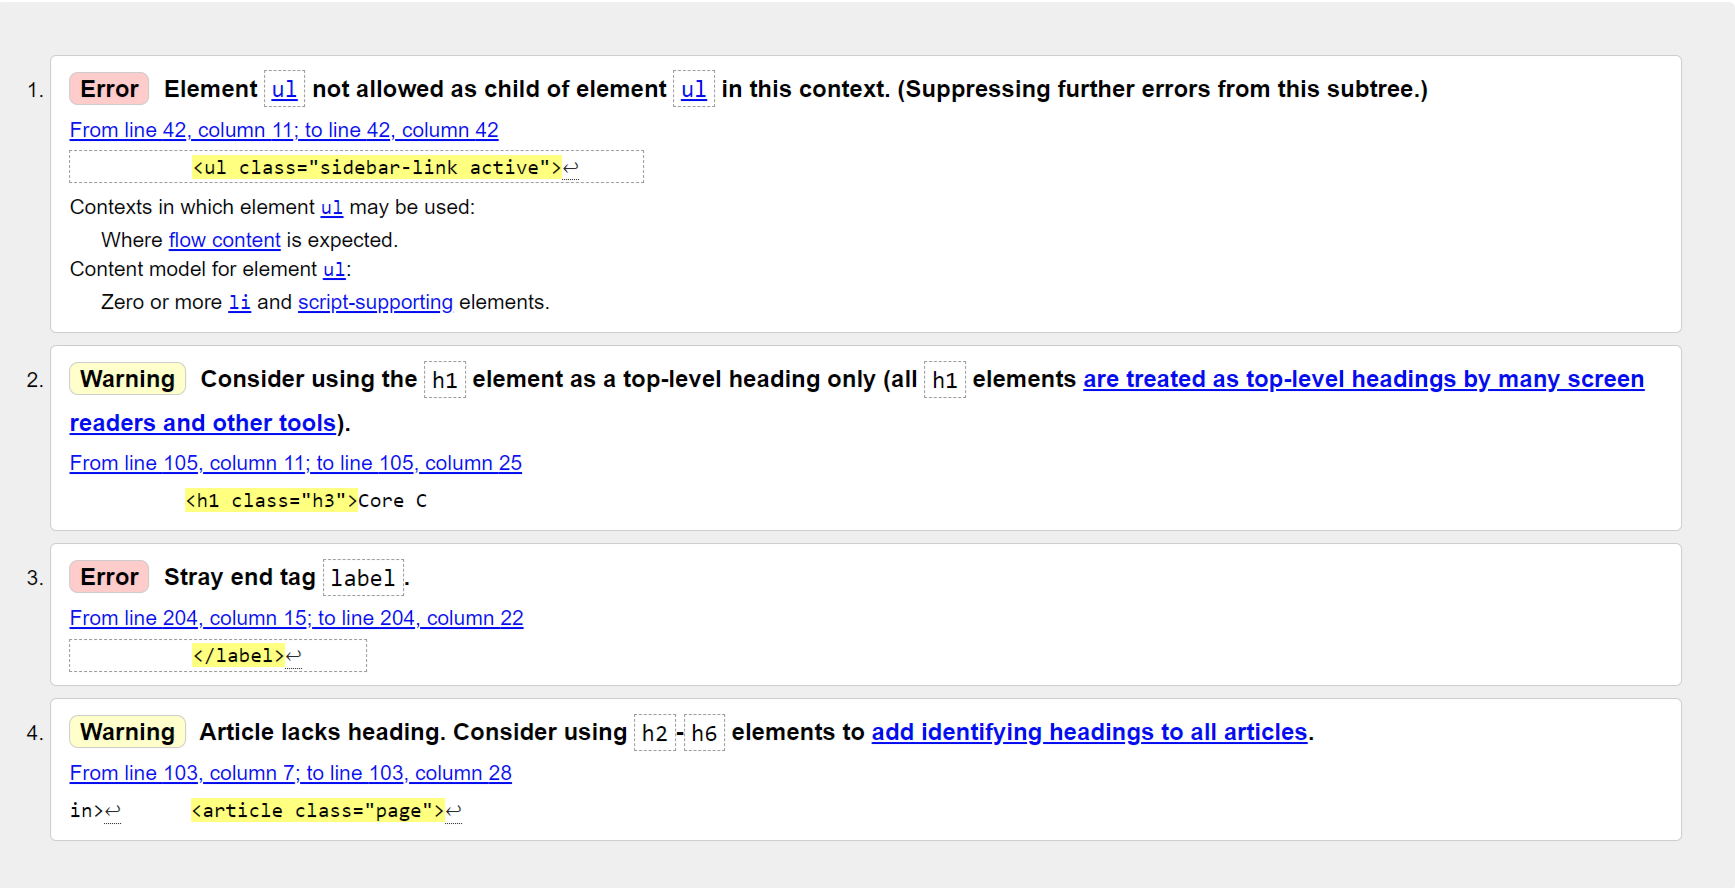 1. Error Element ul not allowed as child of element ul in this context. (Suppressing further errors from this subtree.)
From line 42, column 11; to line 42, column 42
<ul class="sidebar-link active">↩
Contexts in which element ul may be used:
Where flow content is expected.
Content model for element ul:
Zero or more li and script-supporting elements.
2. Warning Consider using the h1 element as a top-level heading only (all h1 elements are treated as top-level headings by many screen
readers and other tools).
From line 105, column 11; to line 105, column 25
<h1 class="h3">Core C
3. Error Stray end tag label.
From line 204, column 15; to line 204, column 22
</label>↩
4. Warning Article lacks heading. Consider using h2-h6 elements to add identifying headings to all articles.
From line 103, column 7; to line 103, column 28
in>↩ <article class="page">↩